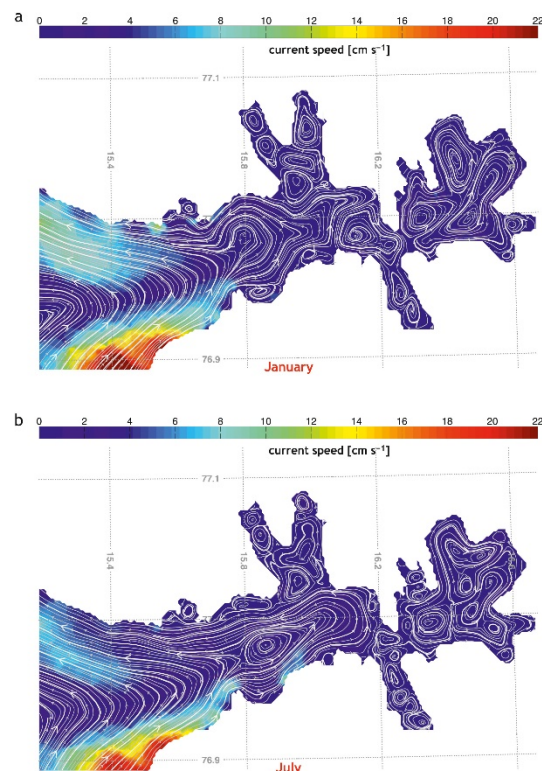 a
0 2 4 6 8 10 12 14 16 18 20 22
current speed [cm s⁻¹]
77.1
15.4 15.8 16.2
76.9
January
b
0 2 4 6 8 10 12 14 16 18 20 22
current speed [cm s⁻¹]
77.1
15.4 15.8 16.2
76.9
July